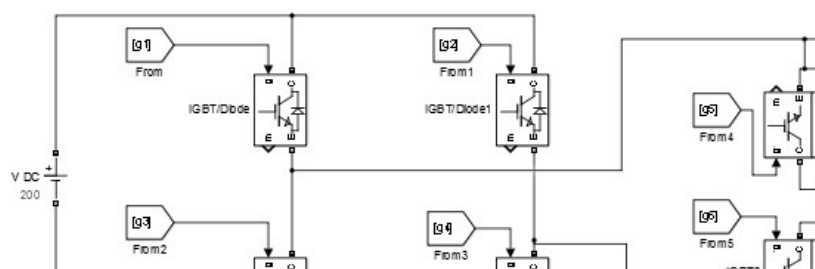 [g1]
From
[g2]
From1
g C
IGBT/Diode
m E
g C
IGBT/Diode1
m E
m E
[g5]
From4
g C
+
V DC
200
[g3]
From2
[g4]
From3
[g6]
From5
g C
g C
g C